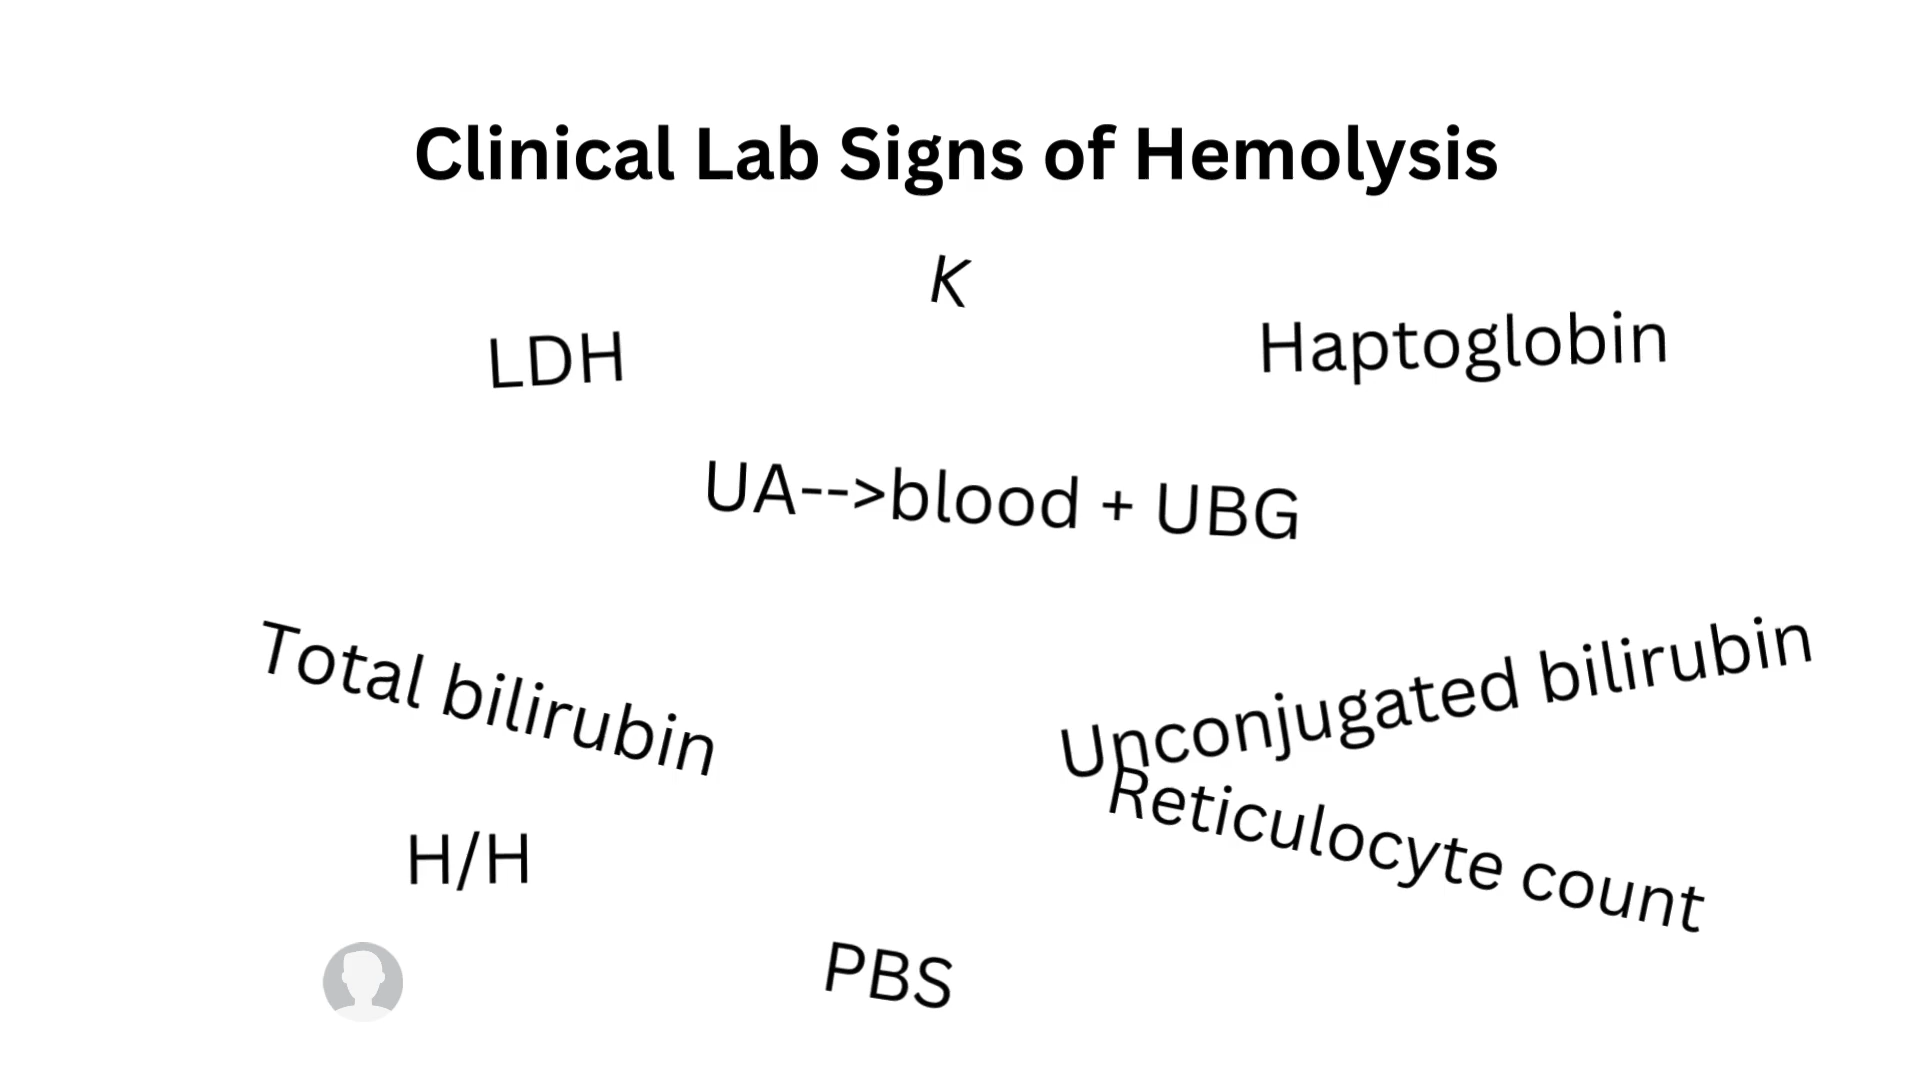 Clinical Lab Signs of Hemolysis
K
LDH
Haptoglobin
UA-->blood + UBG
Total bilirubin
Unconjugated bilirubin
Reticulocyte count
H/H
PBS